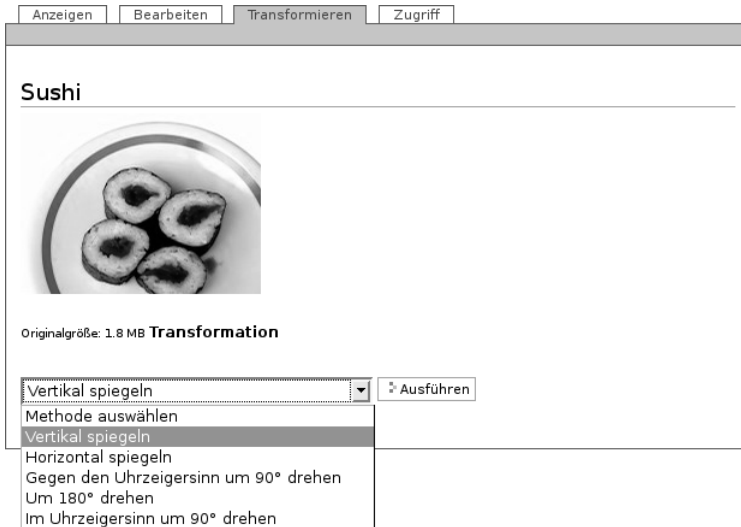 Anzeigen Bearbeiten Transformieren Zugriff
Sushi
Originalgröße: 1.8 MB Transformation
Vertikal spiegeln Ausführen
Methode auswählen
Vertikal spiegeln
Horizontal spiegeln
Gegen den Uhrzeigersinn um 90° drehen
Um 180° drehen
Im Uhrzeigersinn um 90° drehen